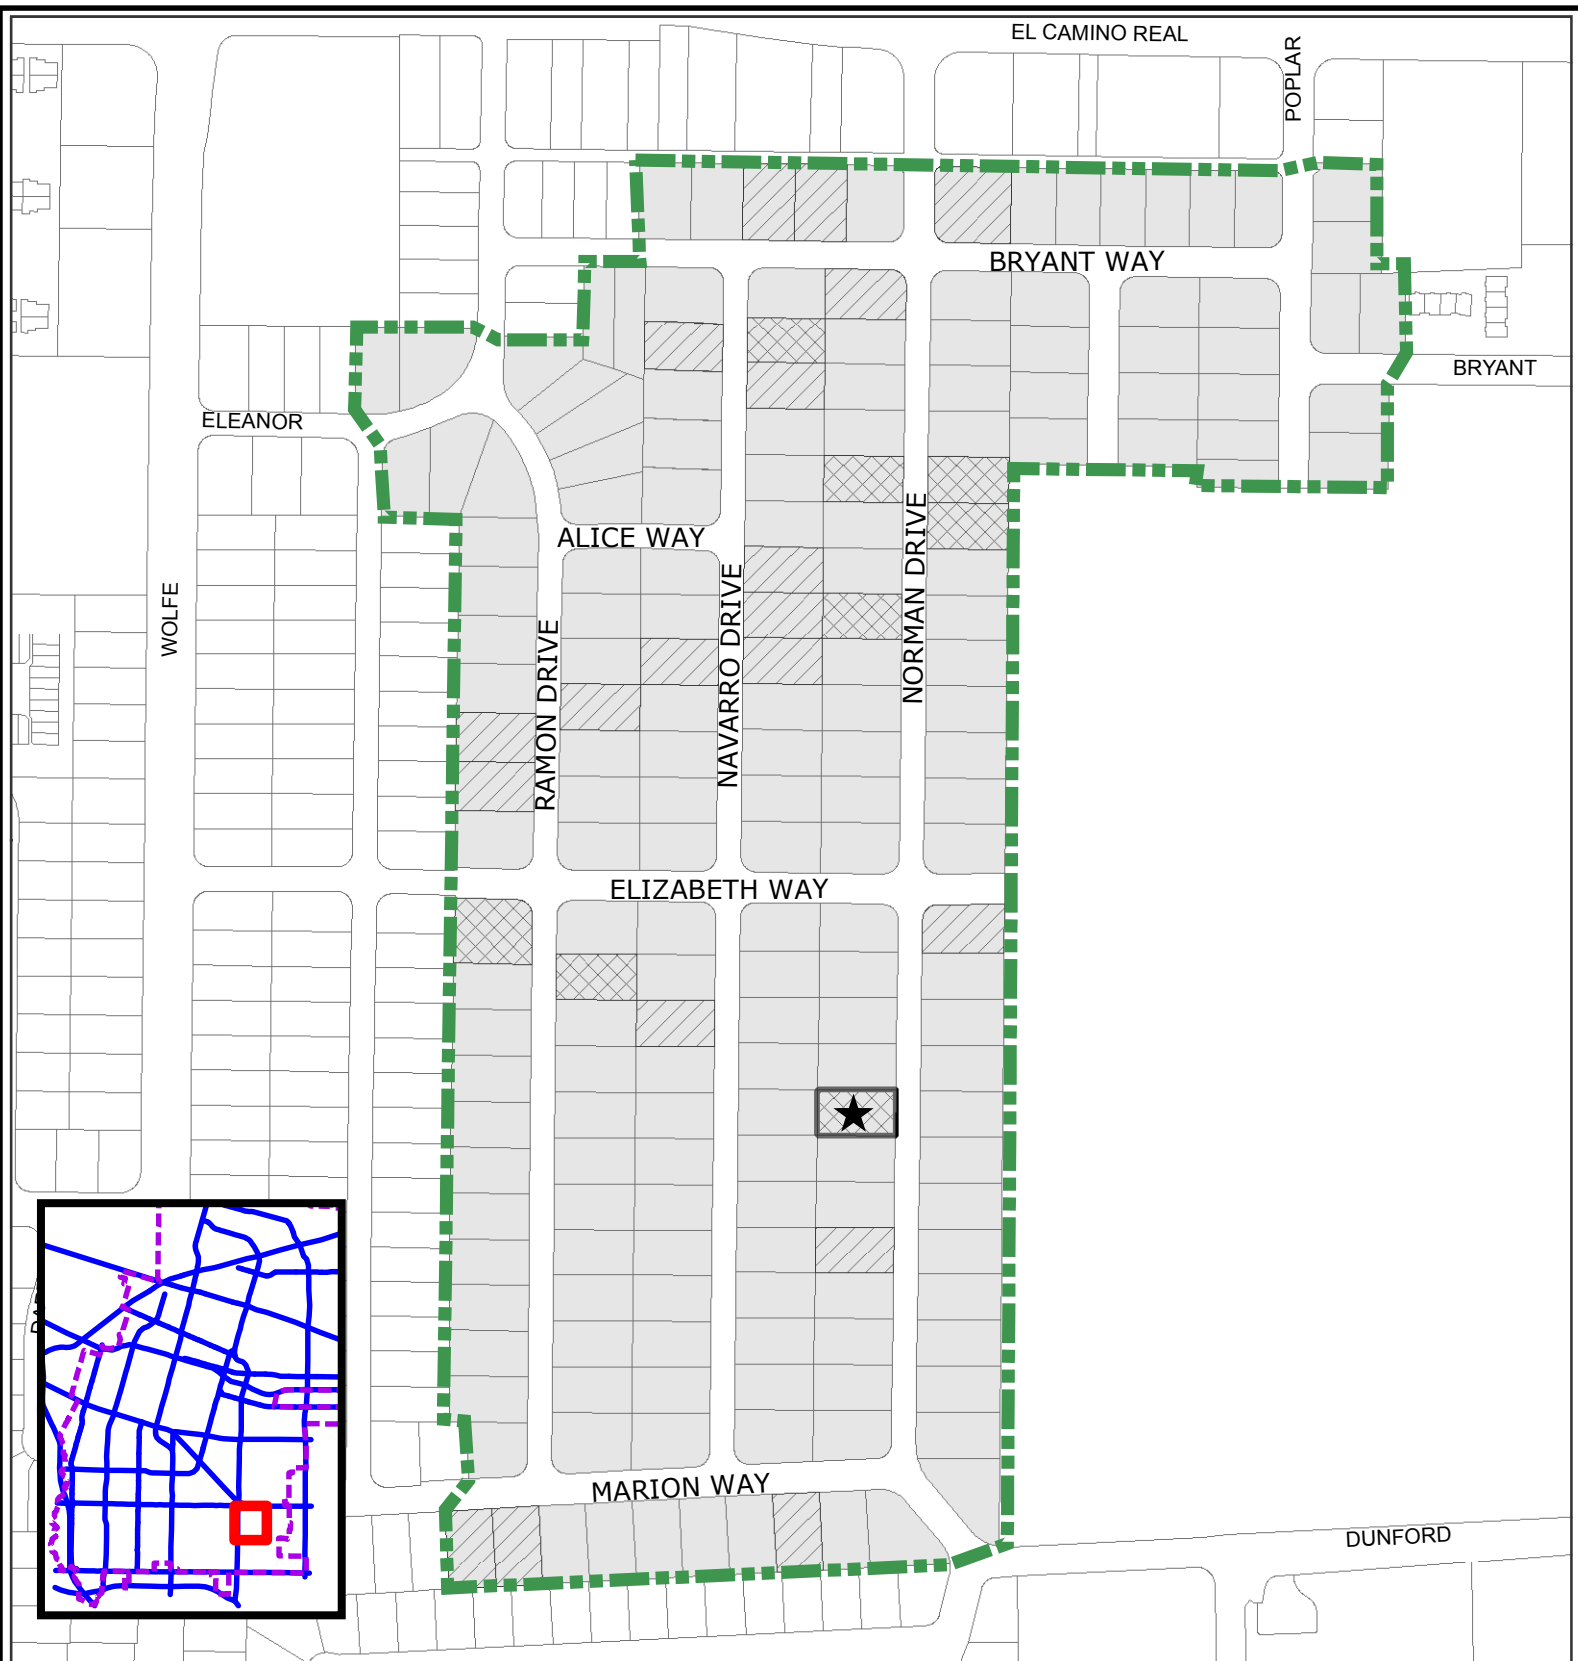 EL CAMINO REAL
POPLAR
BRYANT WAY
BRYANT
ELEANOR
ALICE WAY
WOLFE
RAMON DRIVE
NAVARRO DRIVE
NORMAN DRIVE
ELIZABETH WAY
MARION WAY
DUNFORD